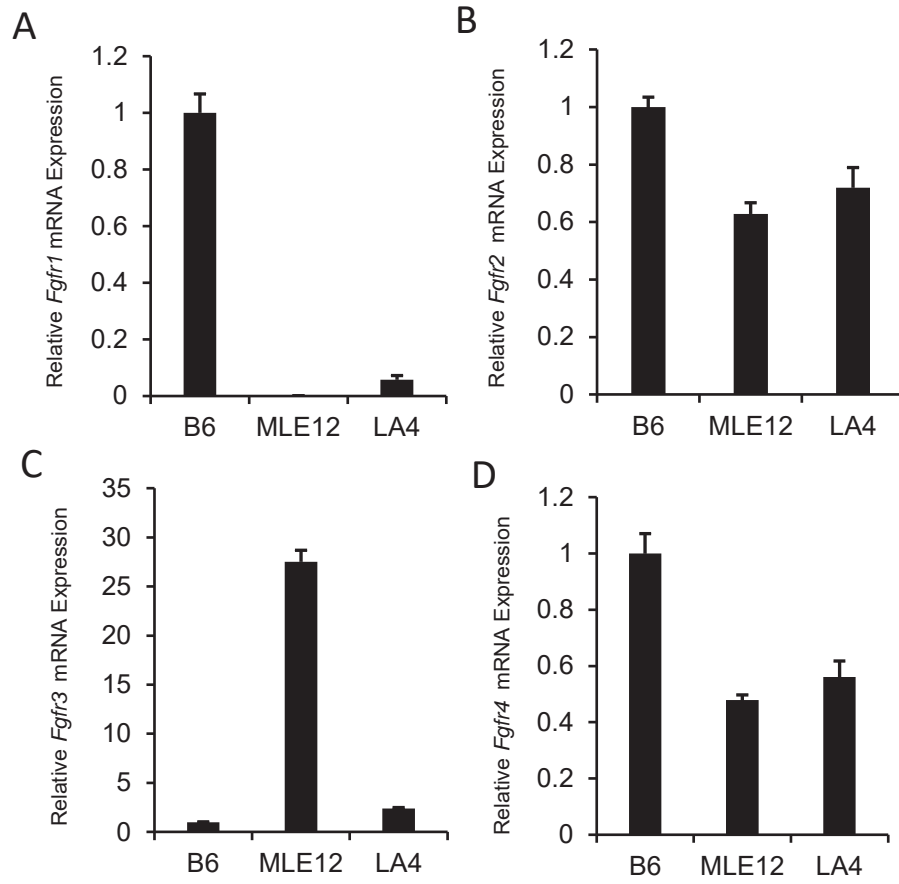 A
Relative Fgfr1 mRNA Expression
1.2
1
0.8
0.6
0.4
0.2
0
B6 MLE12 LA4
B
Relative Fgfr2 mRNA Expression
1.2
1
0.8
0.6
0.4
0.2
0
B6 MLE12 LA4
C
Relative Fgfr3 mRNA Expression
35
30
25
20
15
10
5
0
B6 MLE12 LA4
D
Relative Fgfr4 mRNA Expression
1.2
1
0.8
0.6
0.4
0.2
0
B6 MLE12 LA4